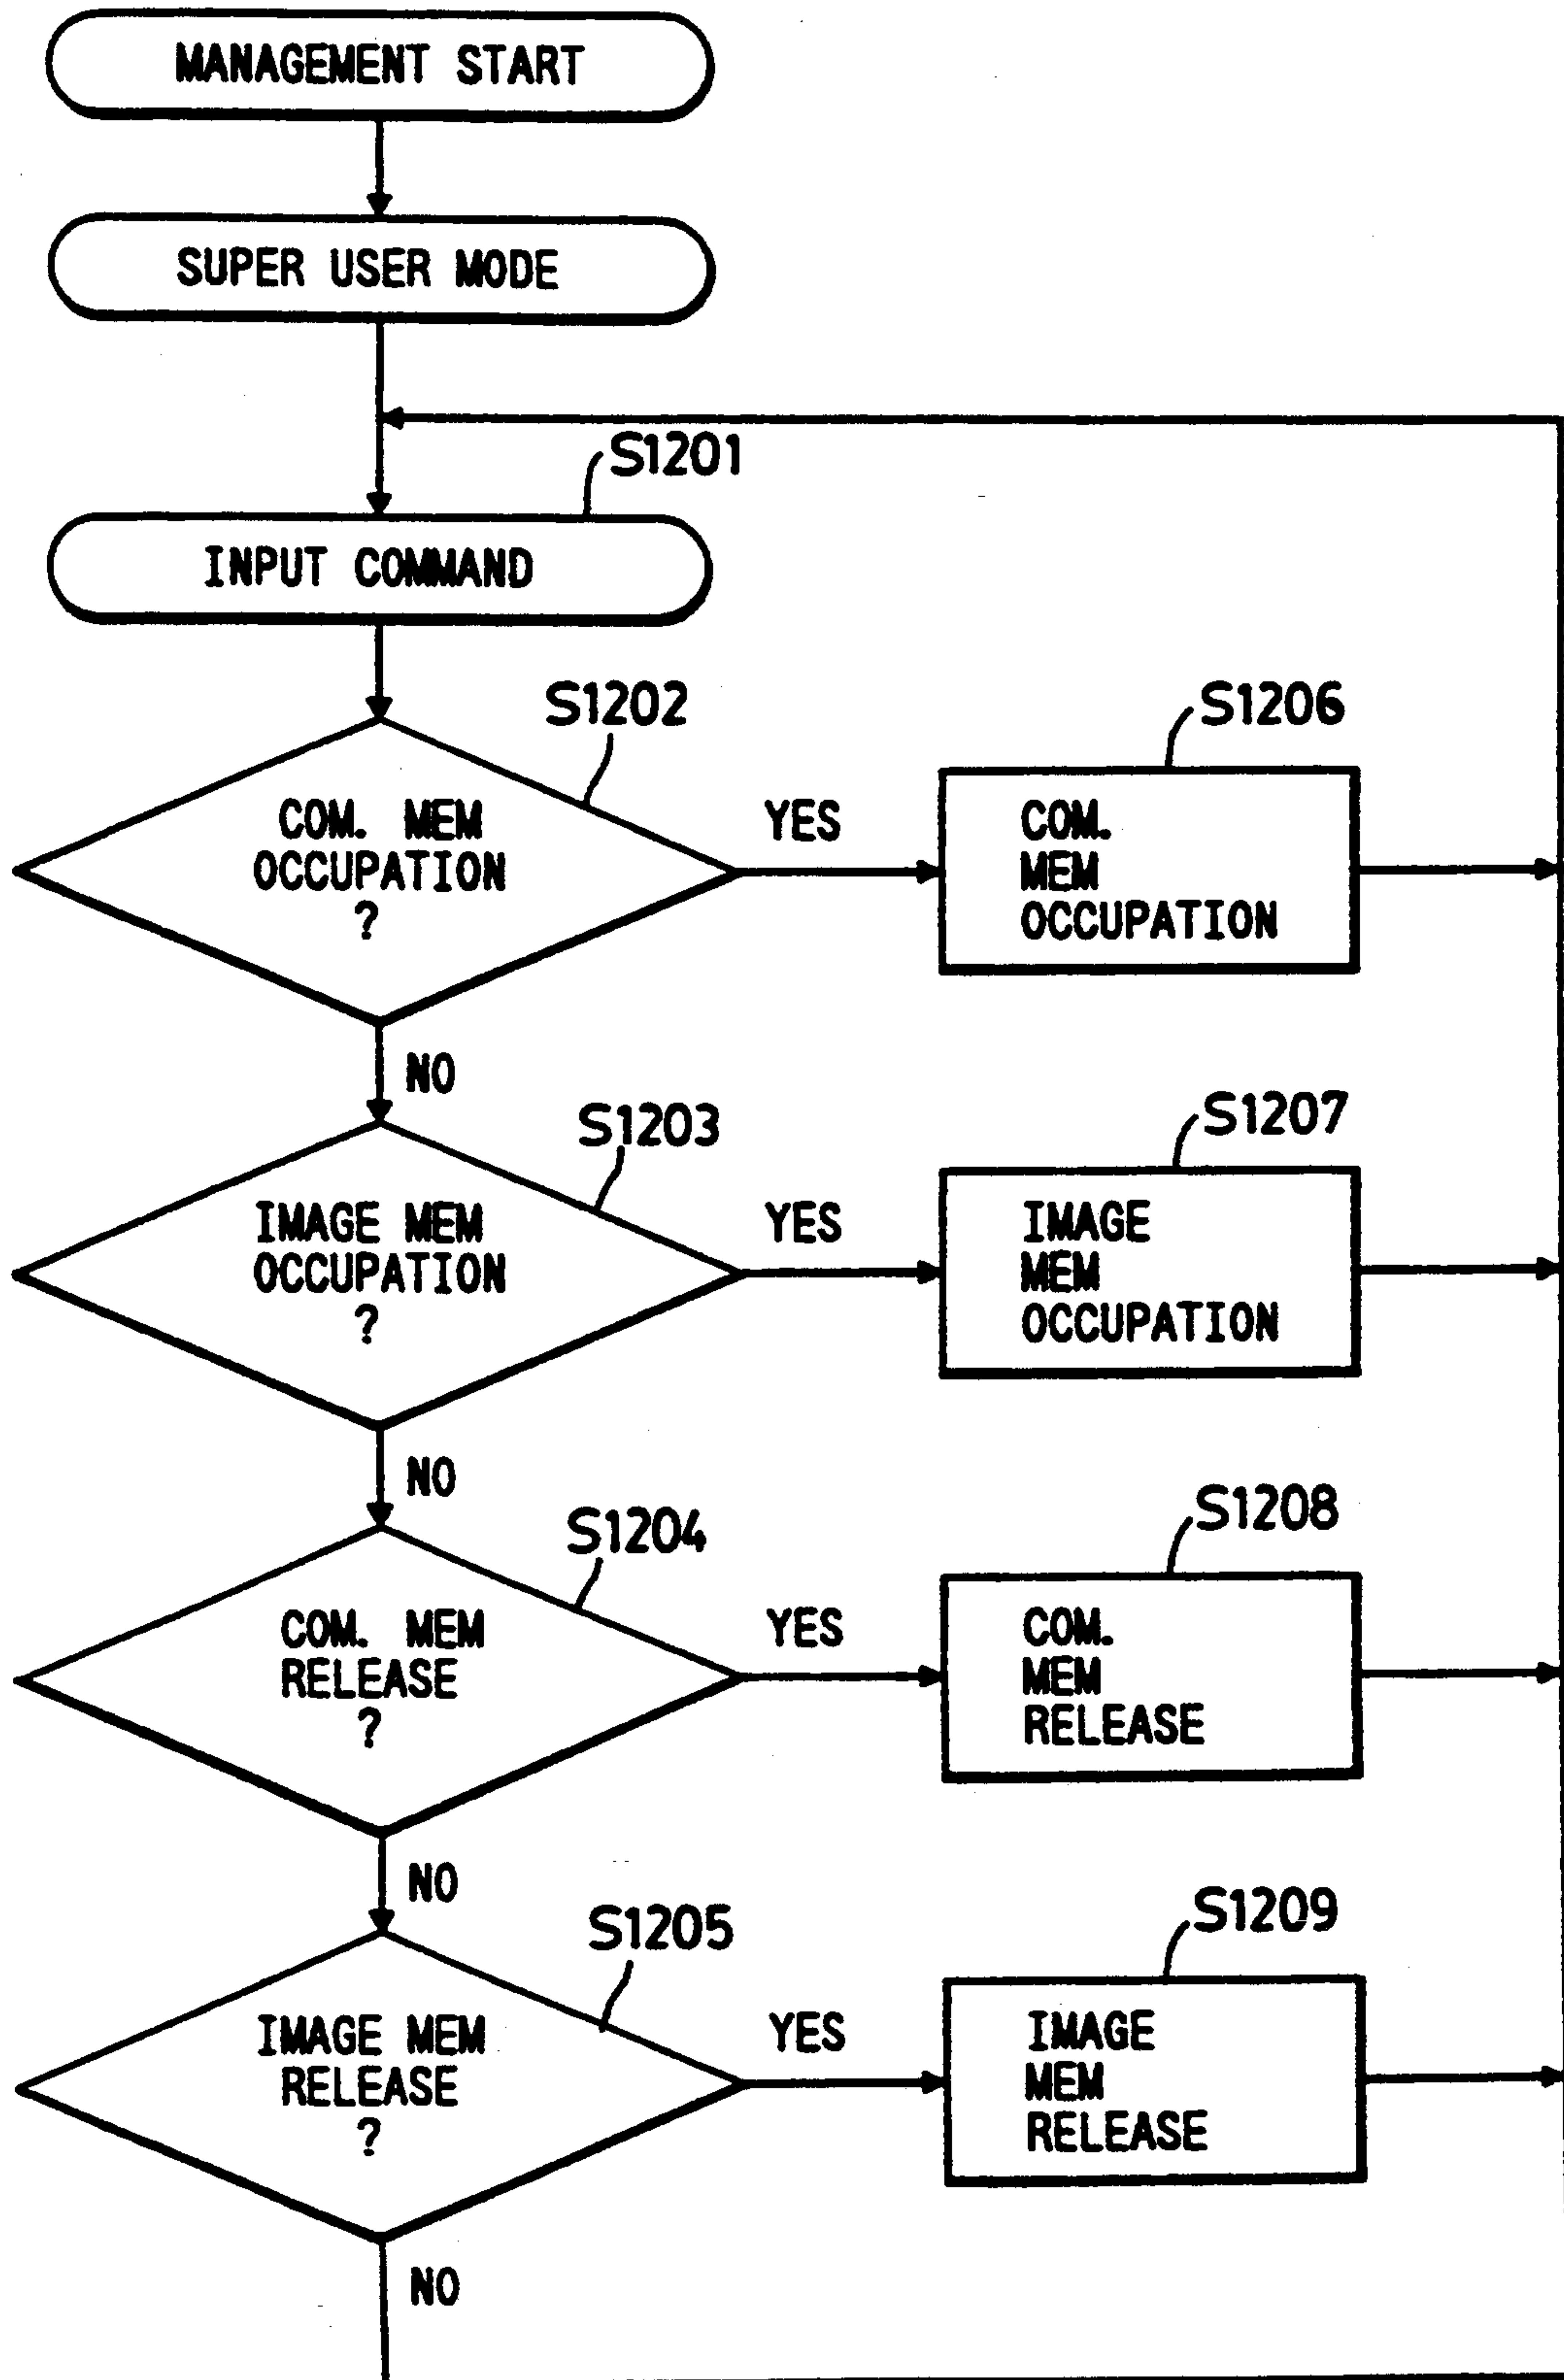 MANAGEMENT START
SUPER USER MODE
S1201
INPUT COMMAND
S1202
COM. MEM
OCCUPATION
?
YES
S1206
COM.
MEM
OCCUPATION
NO
S1203
IMAGE MEM
OCCUPATION
?
YES
S1207
IMAGE
MEM
OCCUPATION
NO
S1204
COM. MEM
RELEASE
?
YES
S1208
COM.
MEM
RELEASE
NO
S1205
IMAGE MEM
RELEASE
?
YES
S1209
IMAGE
MEM
RELEASE
NO